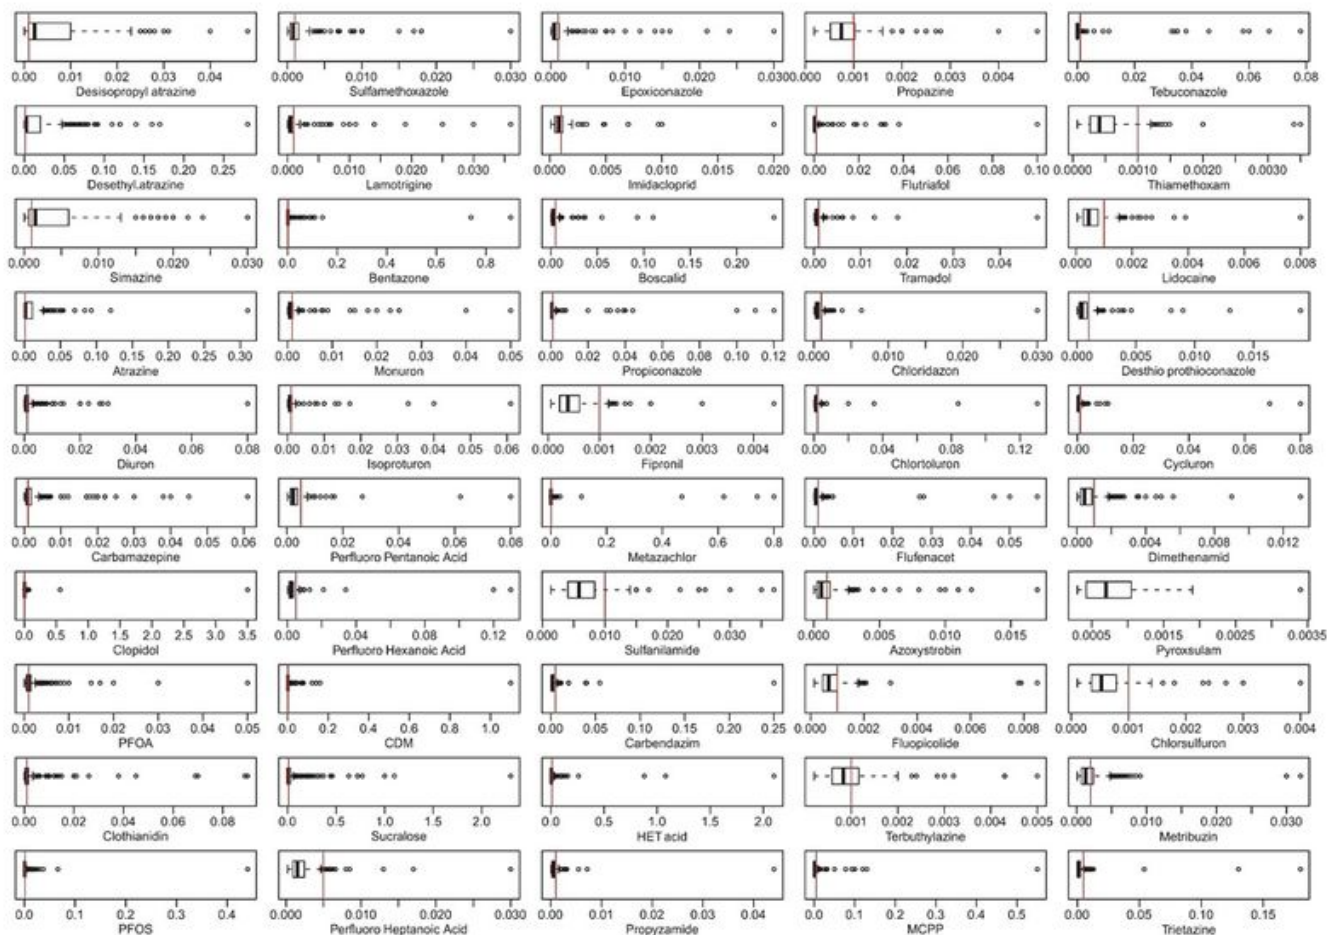 0.00 0.01 0.02 0.03 0.04 0.000 0.010 0.020 0.030 0.000 0.010 0.020 0.030 0.000 0.001 0.002 0.003 0.004 0.00 0.02 0.04 0.06 0.08
Desisopropyl atrazine Sulfamethoxazole Epoxiconazole Propazine Tebuconazole
0.00 0.05 0.10 0.15 0.20 0.25 0.000 0.010 0.020 0.030 0.000 0.005 0.010 0.015 0.020 0.00 0.02 0.04 0.06 0.08 0.10 0.0000 0.0010 0.0020 0.0030
Desethyl.atrazine Lamotrigine Imidacloprid Flutriafol Thiamethoxam
0.000 0.010 0.020 0.030 0.0 0.2 0.4 0.6 0.8 0.00 0.05 0.10 0.15 0.20 0.00 0.01 0.02 0.03 0.04 0.000 0.002 0.004 0.006 0.008
Simazine Bentazone Boscalid Tramadol Lidocaine
0.00 0.05 0.10 0.15 0.20 0.25 0.30 0.00 0.01 0.02 0.03 0.04 0.05 0.00 0.02 0.04 0.06 0.08 0.10 0.12 0.000 0.010 0.020 0.030 0.000 0.005 0.010 0.015
Atrazine Monuron Propiconazole Chloridazon Desthio prothioconazole
0.00 0.02 0.04 0.06 0.08 0.00 0.01 0.02 0.03 0.04 0.05 0.06 0.000 0.001 0.002 0.003 0.004 0.00 0.04 0.08 0.12 0.00 0.02 0.04 0.06 0.08
Diuron Isoproturon Fipronil Chlortoluron Cycluron
0.00 0.01 0.02 0.03 0.04 0.05 0.06 0.00 0.02 0.04 0.06 0.08 0.0 0.2 0.4 0.6 0.8 0.00 0.01 0.02 0.03 0.04 0.05 0.000 0.004 0.008 0.012
Carbamazepine Perfluoro Pentanoic Acid Metazachlor Flufenacet Dimethenamid
0.0 0.5 1.0 1.5 2.0 2.5 3.0 3.5 0.00 0.04 0.08 0.12 0.000 0.010 0.020 0.030 0.000 0.005 0.010 0.015 0.0005 0.0015 0.0025 0.0035
Clopidol Perfluoro Hexanoic Acid Sulfanilamide Azoxystrobin Pyroxsulam
0.00 0.01 0.02 0.03 0.04 0.05 0.0 0.2 0.4 0.6 0.8 1.0 0.00 0.05 0.10 0.15 0.20 0.25 0.000 0.002 0.004 0.006 0.008 0.000 0.001 0.002 0.003 0.004
PFOA CDM Carbendazim Fluopicolide Chlorsulfuron
0.00 0.02 0.04 0.06 0.08 0.0 0.5 1.0 1.5 2.0 0.0 0.5 1.0 1.5 2.0 0.001 0.002 0.003 0.004 0.005 0.000 0.010 0.020 0.030
Clothianidin Sucralose HET acid Terbuthylazine Metribuzin
0.0 0.1 0.2 0.3 0.4 0.000 0.010 0.020 0.030 0.00 0.01 0.02 0.03 0.04 0.0 0.1 0.2 0.3 0.4 0.5 0.00 0.05 0.10 0.15
PFOS Perfluoro Heptanoic Acid Propyzamide MCPP Trietazine